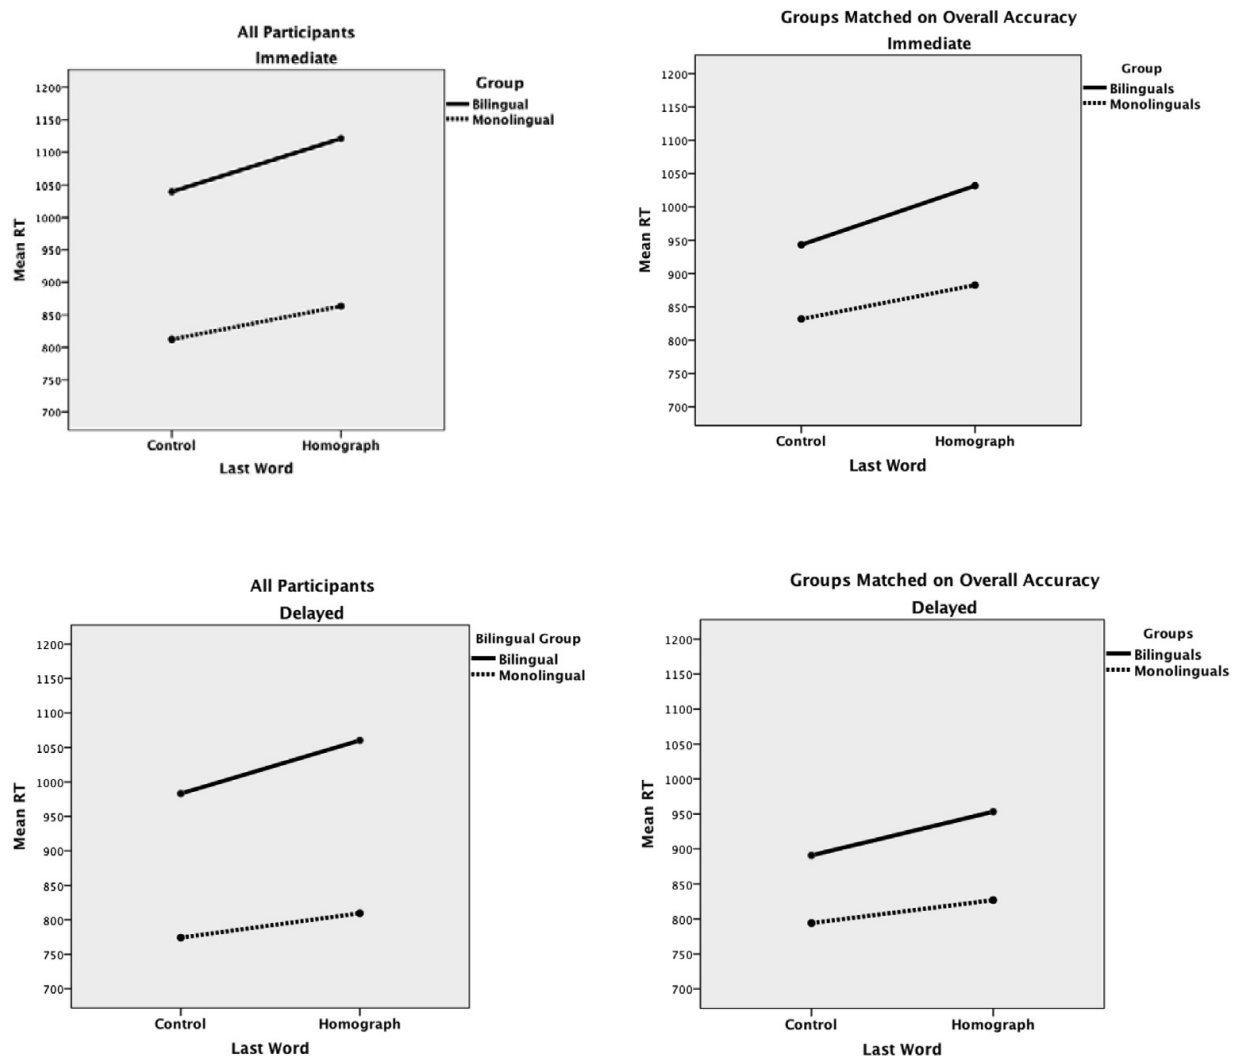 All Participants
Immediate
Group
Bilingual
Monolingual
1200
1150
1100
1050
1000
950
900
850
800
750
700
Mean RT
Control
Homograph
Last Word
Groups Matched on Overall Accuracy
Immediate
Group
Bilinguals
Monolinguals
1200
1150
1100
1050
1000
950
900
850
800
750
700
Mean RT
Control
Homograph
Last Word
All Participants
Delayed
Bilingual Group
Bilingual
Monolingual
1200
1150
1100
1050
1000
950
900
850
800
750
700
Mean RT
Control
Homograph
Last Word
Groups Matched on Overall Accuracy
Delayed
Groups
Bilinguals
Monolinguals
1200
1150
1100
1050
1000
950
900
850
800
750
700
Mean RT
Control
Homograph
Last Word